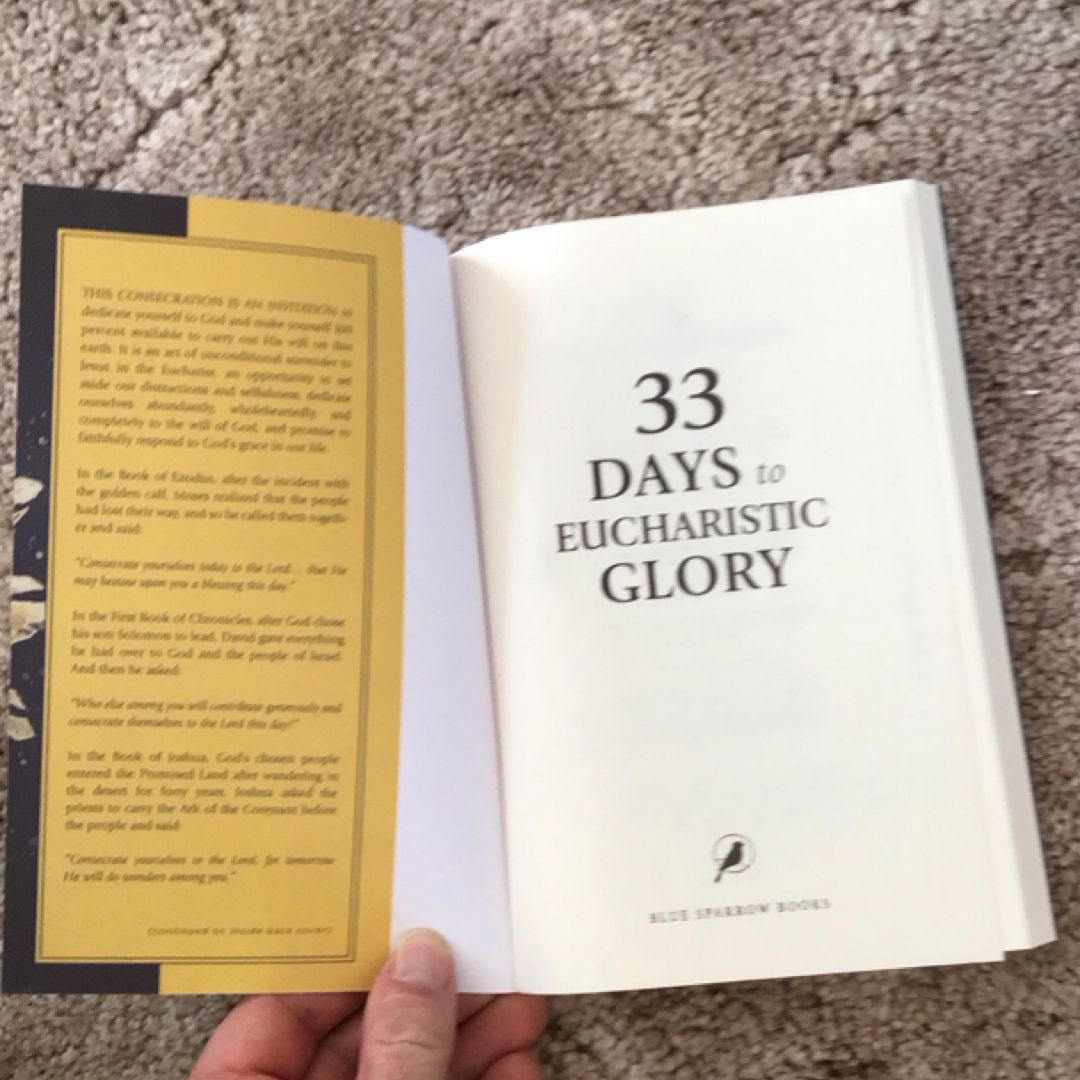 THIS CONSECRATION IS AN INVITATION to
dedicate yourself to God and make yourself 100
percent available to carry out His will on this
earth. It is an act of unconditional surrender to
Jesus in the Eucharist, an opportunity to set
aside our distractions and selfishness, dedicate
ourselves abundantly, wholeheartedly, and
completely to the will of God, and promise to
faithfully respond to God's grace in our life.
In the Book of Exodus, after the incident with
the golden calf, Moses realized that the people
had lost their way, and so he called them togeth-
er and said:
"Consecrate yourselves today to the Lord... that He
may bestow upon you a blessing this day."
In the First Book of Chronicles, after God chose
his son Solomon to lead, David gave everything
he had over to God and the people of Israel.
And then he asked:
"Who else among you will contribute generously and
consecrate themselves to the Lord this day?"
In the Book of Joshua, God's chosen people
entered the Promised Land after wandering in
the desert for forty years. Joshua asked the
priests to carry the Ark of the Covenant before
the people and said:
"Consecrate yourselves to the Lord, for tomorrow
He will do wonders among you."
(continued on inside back cover)
33
DAYS to
EUCHARISTIC
GLORY
BLUE SPARROW BOOKS